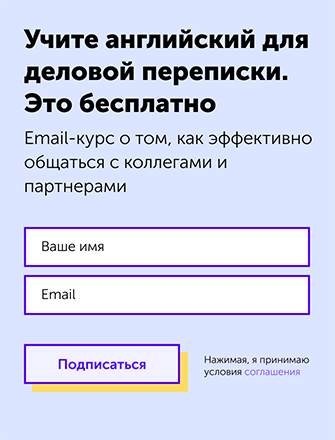 Учите английский для
деловой переписки.
Это бесплатно
Email-курс о том, как эффективно
общаться с коллегами и
партнерами
Ваше имя
Email
Подписаться
Нажимая, я принимаю
условия соглашения